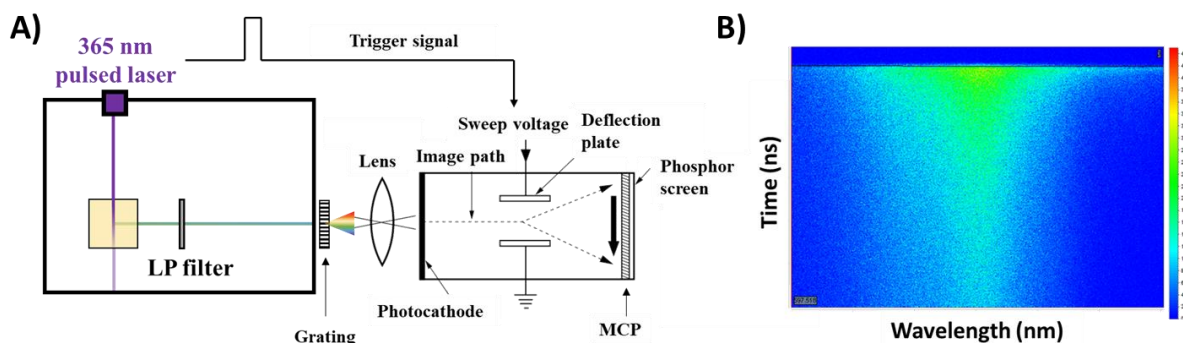 A)
365 nm
pulsed laser
Trigger signal
Sweep voltage
Deflection
plate
Lens
Image path
Phosphor
screen
LP filter
Photocathode
Grating
MCP
B)
Time (ns)
Wavelength (nm)